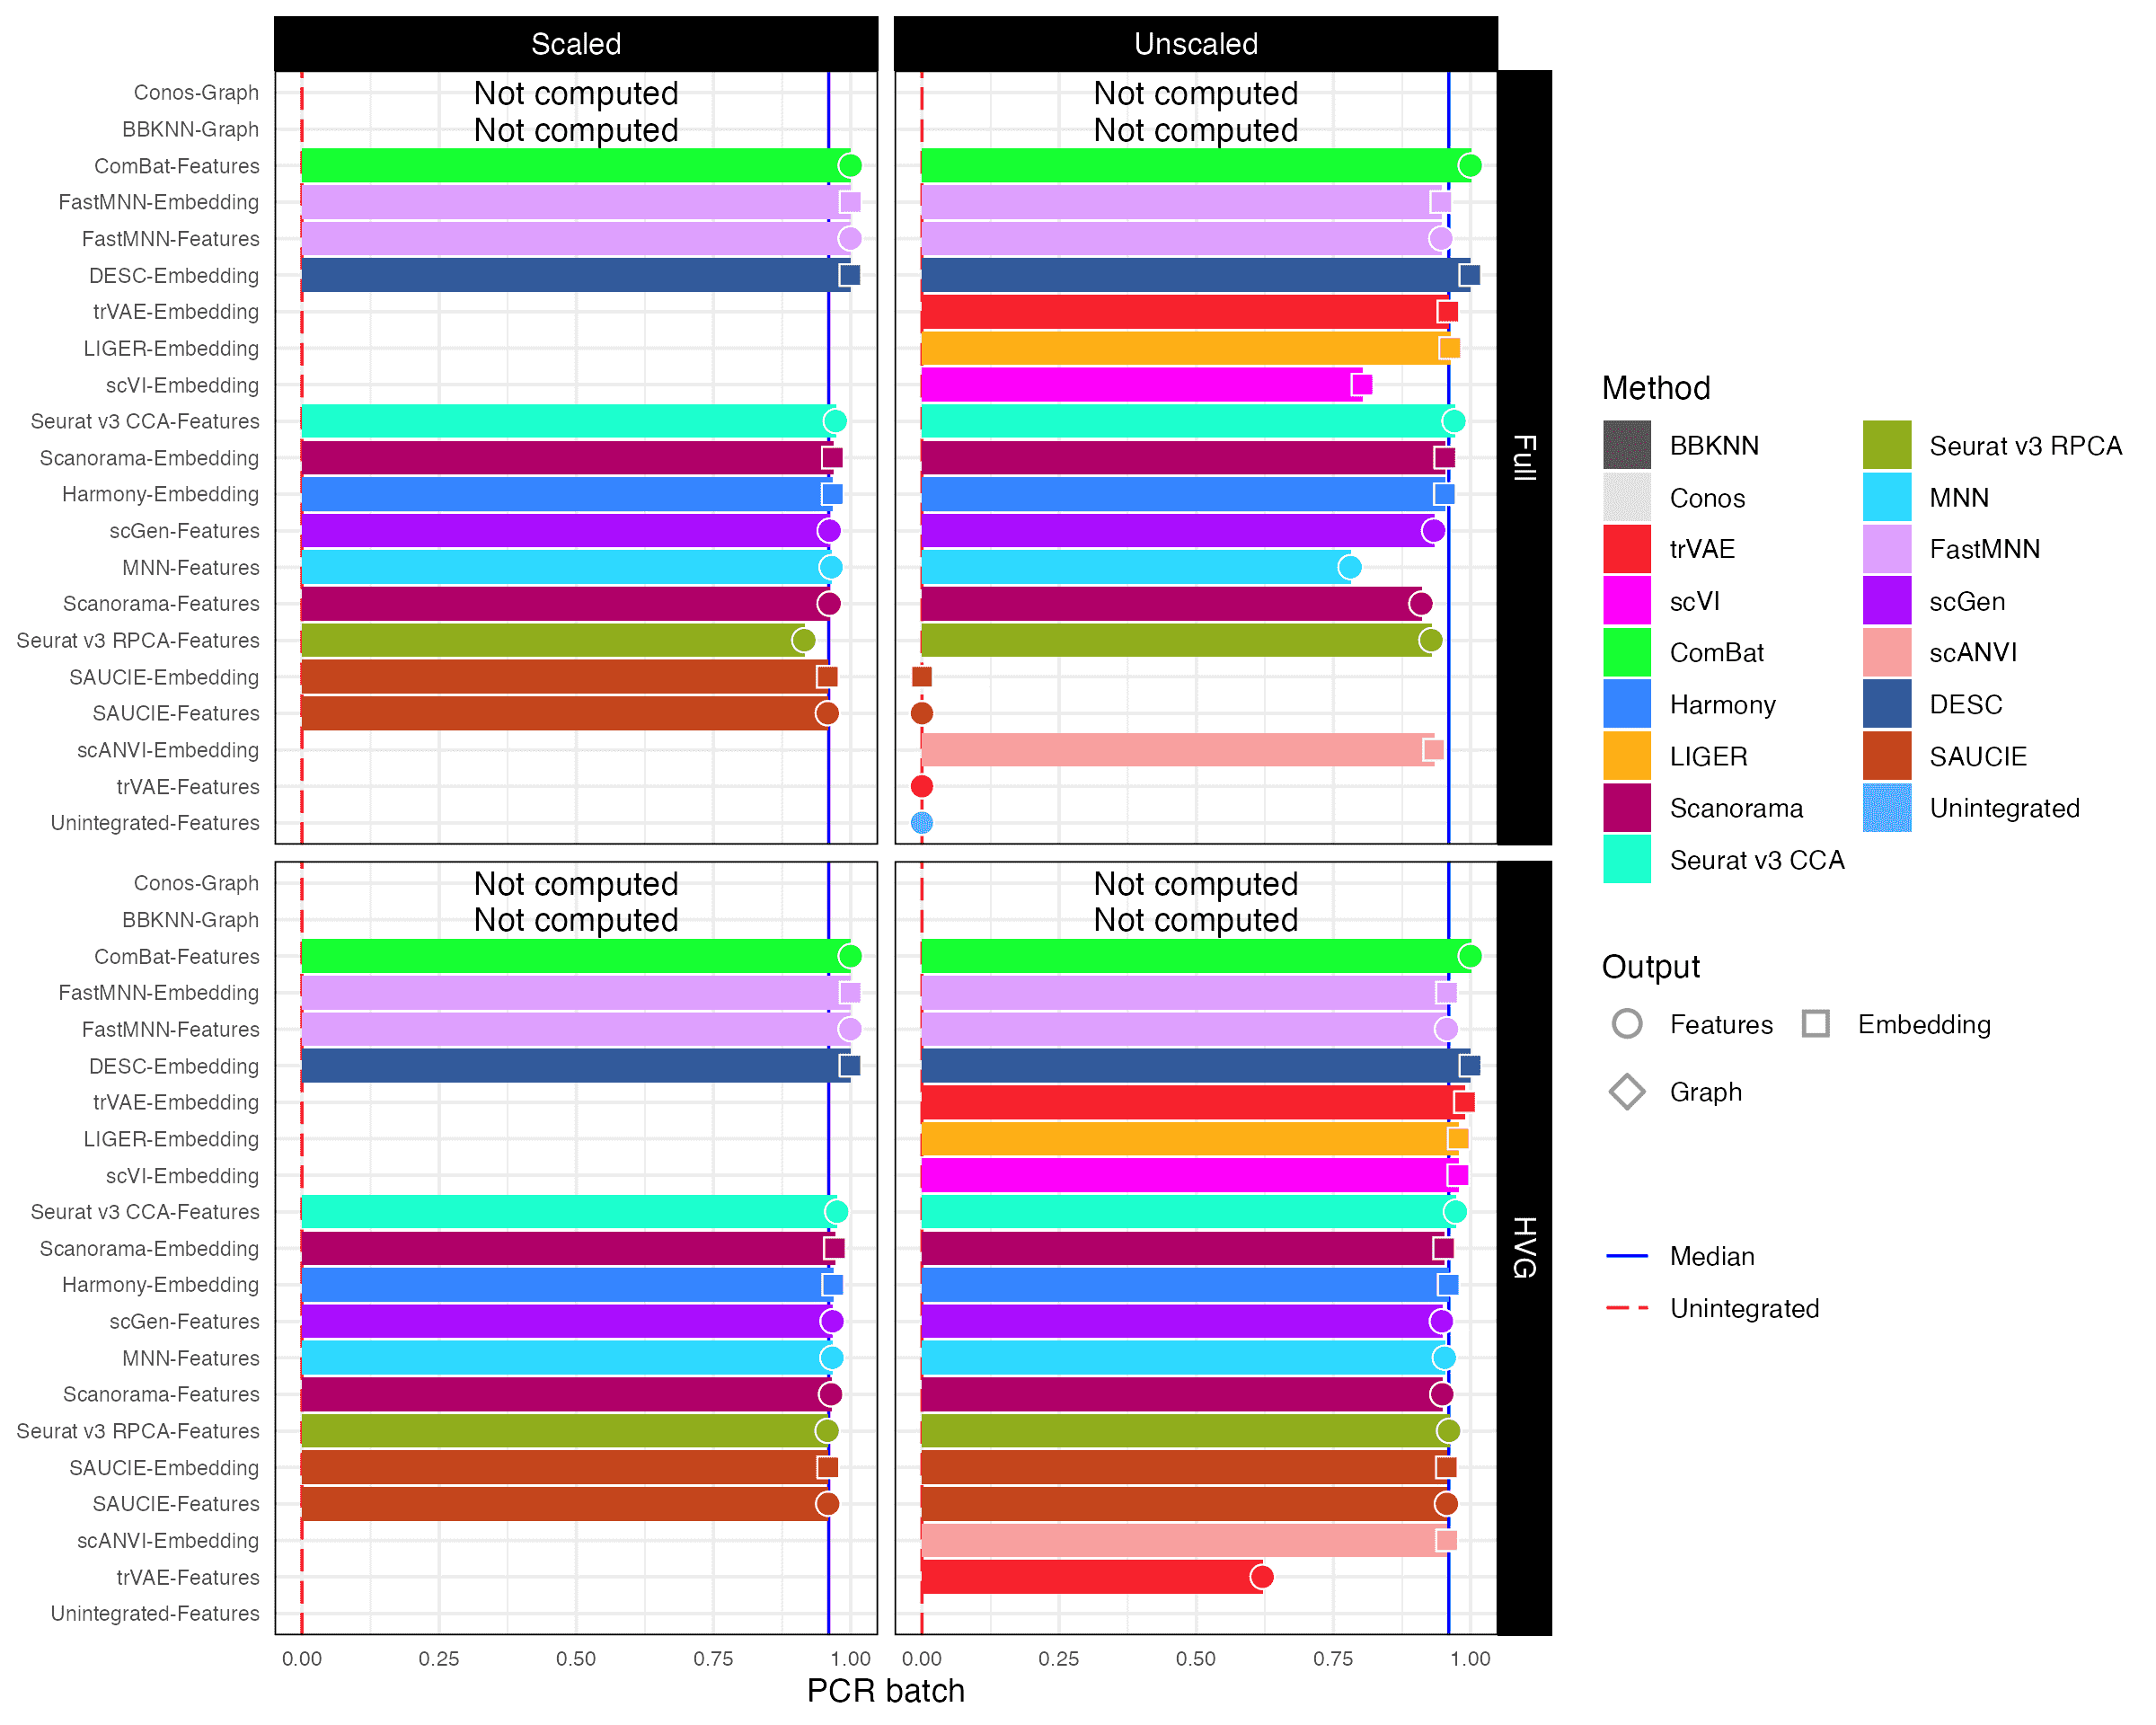 Scaled
Unscaled
Conos-Graph
Not computed
Not computed
BBKNN-Graph
Not computed
Not computed
ComBat-Features
FastMNN-Embedding
FastMNN-Features
DESC-Embedding
trVAE-Embedding
LIGER-Embedding
scVI-Embedding
Seurat v3 CCA-Features
Scanorama-Embedding
Harmony-Embedding
scGen-Features
MNN-Features
Scanorama-Features
Seurat v3 RPCA-Features
SAUCIE-Embedding
SAUCIE-Features
scANVI-Embedding
trVAE-Features
Unintegrated-Features
Full
Conos-Graph
Not computed
Not computed
BBKNN-Graph
Not computed
Not computed
ComBat-Features
FastMNN-Embedding
FastMNN-Features
DESC-Embedding
trVAE-Embedding
LIGER-Embedding
scVI-Embedding
Seurat v3 CCA-Features
Scanorama-Embedding
Harmony-Embedding
scGen-Features
MNN-Features
Scanorama-Features
Seurat v3 RPCA-Features
SAUCIE-Embedding
SAUCIE-Features
scANVI-Embedding
trVAE-Features
Unintegrated-Features
HVG
0.00 0.25 0.50 0.75 1.00
0.00 0.25 0.50 0.75 1.00
PCR batch
Method
BBKNN
Conos
trVAE
scVI
ComBat
Harmony
LIGER
Scanorama
Seurat v3 CCA
Seurat v3 RPCA
MNN
FastMNN
scGen
scANVI
DESC
SAUCIE
Unintegrated
Output
Features
Embedding
Graph
Median
Unintegrated